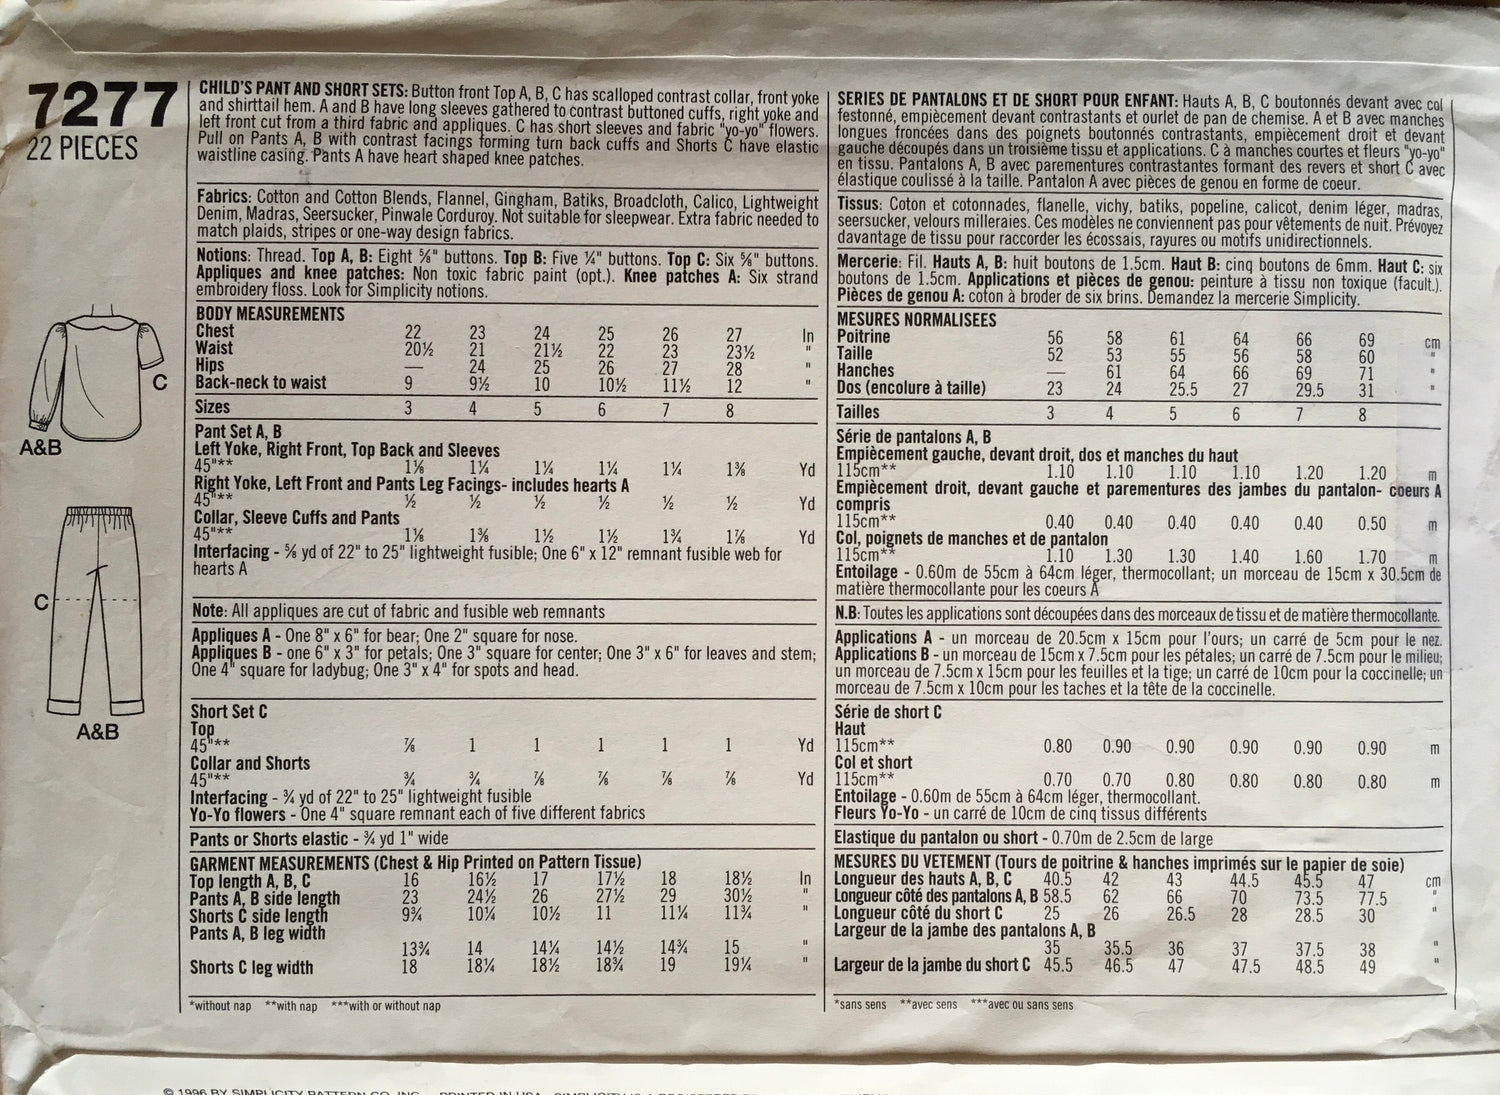 7277
22 PIECES
CHILD'S PANT AND SHORT SETS: Button front Top A, B, C has scalloped contrast collar, front yoke
and shirttail hem. A and B have long sleeves gathered to contrast buttoned cuffs, right yoke and
left front cut from a third fabric and appliques. C has short sleeves and fabric "yo-yo" flowers.
Pull on Pants A, B with contrast facings forming turn back cuffs and Shorts C have elastic
waistline casing. Pants A have heart shaped knee patches.
Fabrics: Cotton and Cotton Blends, Flannel, Gingham, Batiks, Broadcloth, Calico, Lightweight
Denim, Madras, Seersucker, Pinwale Corduroy. Not suitable for sleepwear. Extra fabric needed to
match plaids, stripes or one-way design fabrics.
Notions: Thread. Top A, B: Eight ⅝" buttons. Top B: Five ¼" buttons. Top C: Six ⅝" buttons.
Appliques and knee patches: Non toxic fabric paint (opt.). Knee patches A: Six strand
embroidery floss. Look for Simplicity notions.
BODY MEASUREMENTS
Chest 22 23 24 25 26 27 In
Waist 20½ 21 21½ 22 23 23½ "
Hips — 24 25 26 27 28 "
Back-neck to waist 9 9½ 10 10½ 11½ 12 "
Sizes 3 4 5 6 7 8
Pant Set A, B
Left Yoke, Right Front, Top Back and Sleeves
45"** 1⅛ 1¼ 1¼ 1¼ 1¼ 1⅜ Yd
Right Yoke, Left Front and Pants Leg Facings- includes hearts A
45"** ½ ½ ½ ½ ½ ½ Yd
Collar, Sleeve Cuffs and Pants
45"** 1⅛ 1⅜ 1½ 1½ 1¾ 1⅞ Yd
Interfacing - ⅝ yd of 22" to 25" lightweight fusible; One 6" x 12" remnant fusible web for
hearts A
Note: All appliques are cut of fabric and fusible web remnants
Appliques A - One 8" x 6" for bear; One 2" square for nose.
Appliques B - one 6" x 3" for petals; One 3" square for center; One 3" x 6" for leaves and stem;
One 4" square for ladybug; One 3" x 4" for spots and head.
Short Set C
Top
45"** ⅞ 1 1 1 1 1 Yd
Collar and Shorts
45"** ¾ ¾ ⅞ ⅞ ⅞ ⅞ Yd
Interfacing - ¾ yd of 22" to 25" lightweight fusible
Yo-Yo flowers - One 4" square remnant each of five different fabrics
Pants or Shorts elastic - ¾ yd 1" wide
GARMENT MEASUREMENTS (Chest & Hip Printed on Pattern Tissue)
Top length A, B, C 16 16½ 17 17½ 18 18½ In
Pants A, B side length 23 24½ 26 27½ 29 30½ "
Shorts C side length 9¾ 10¼ 10½ 11 11¼ 11¾ "
Pants A, B leg width
13¾ 14 14¼ 14½ 14¾ 15 "
Shorts C leg width 18 18¼ 18½ 18¾ 19 19¼ "
*without nap **with nap ***with or without nap
SERIES DE PANTALONS ET DE SHORT POUR ENFANT: Hauts A, B, C boutonnés devant avec col
festonné, empiècement devant contrastants et ourlet de pan de chemise. A et B avec manches
longues froncées dans des poignets boutonnés contrastants, empiècement droit et devant
gauche découpés dans un troisième tissu et applications. C à manches courtes et fleurs "yo-yo"
en tissu. Pantalons A, B avec parementures contrastantes formant des revers et short C avec
élastique coulissé à la taille. Pantalon A avec pièces de genou en forme de coeur.
Tissus: Coton et cotonnades, flanelle, vichy, batiks, popeline, calicot, denim léger, madras,
seersucker, velours milleraies. Ces modèles ne conviennent pas pour vêtements de nuit. Prévoyez
davantage de tissu pour raccorder les écossais, rayures ou motifs unidirectionnels.
Mercerie: Fil. Hauts A, B: huit boutons de 1.5cm. Haut B: cinq boutons de 6mm. Haut C: six
boutons de 1.5cm. Applications et pièces de genou: peinture à tissu non toxique (facult.).
Pièces de genou A: coton à broder de six brins. Demandez la mercerie Simplicity.
MESURES NORMALISEES
Poitrine 56 58 61 64 66 69 cm
Taille 52 53 55 56 58 60 "
Hanches — 61 64 66 69 71 "
Dos (encolure à taille) 23 24 25.5 27 29.5 31 "
Tailles 3 4 5 6 7 8
Série de pantalons A, B
Empiècement gauche, devant droit, dos et manches du haut
115cm** 1.10 1.10 1.10 1.10 1.20 1.20 m
Empiècement droit, devant gauche et parementures des jambes du pantalon- coeurs A
compris
115cm** 0.40 0.40 0.40 0.40 0.40 0.50 m
Col, poignets de manches et de pantalon
115cm** 1.10 1.30 1.30 1.40 1.60 1.70 m
Entoilage - 0.60m de 55cm à 64cm léger, thermocollant; un morceau de 15cm x 30.5cm de
matière thermocollante pour les coeurs A
N.B: Toutes les applications sont découpées dans des morceaux de tissu et de matière thermocollante.
Applications A - un morceau de 20.5cm x 15cm pour l'ours; un carré de 5cm pour le nez.
Applications B - un morceau de 15cm x 7.5cm pour les pétales; un carré de 7.5cm pour le milieu;
un morceau de 7.5cm x 15cm pour les feuilles et la tige; un carré de 10cm pour la coccinelle; un
morceau de 7.5cm x 10cm pour les taches et la tête de la coccinelle.
Série de short C
Haut
115cm** 0.80 0.90 0.90 0.90 0.90 0.90 m
Col et short
115cm** 0.70 0.70 0.80 0.80 0.80 0.80 m
Entoilage - 0.60m de 55cm à 64cm léger, thermocollant.
Fleurs Yo-Yo - un carré de 10cm de cinq tissus différents
Elastique du pantalon ou short - 0.70m de 2.5cm de large
MESURES DU VETEMENT (Tours de poitrine & hanches imprimés sur le papier de soie)
Longueur des hauts A, B, C 40.5 42 43 44.5 45.5 47 cm
Longueur côté des pantalons A, B 58.5 62 66 70 73.5 77.5 "
Longueur côté du short C 25 26 26.5 28 28.5 30 "
Largeur de la jambe des pantalons A, B
35 35.5 36 37 37.5 38 "
Largeur de la jambe du short C 45.5 46.5 47 47.5 48.5 49 "
*sans sens **avec sens ***avec ou sans sens
C
A&B
C
A&B
© 1996 BY SIMPLICITY PATTERN CO. INC. PRINTED IN USA